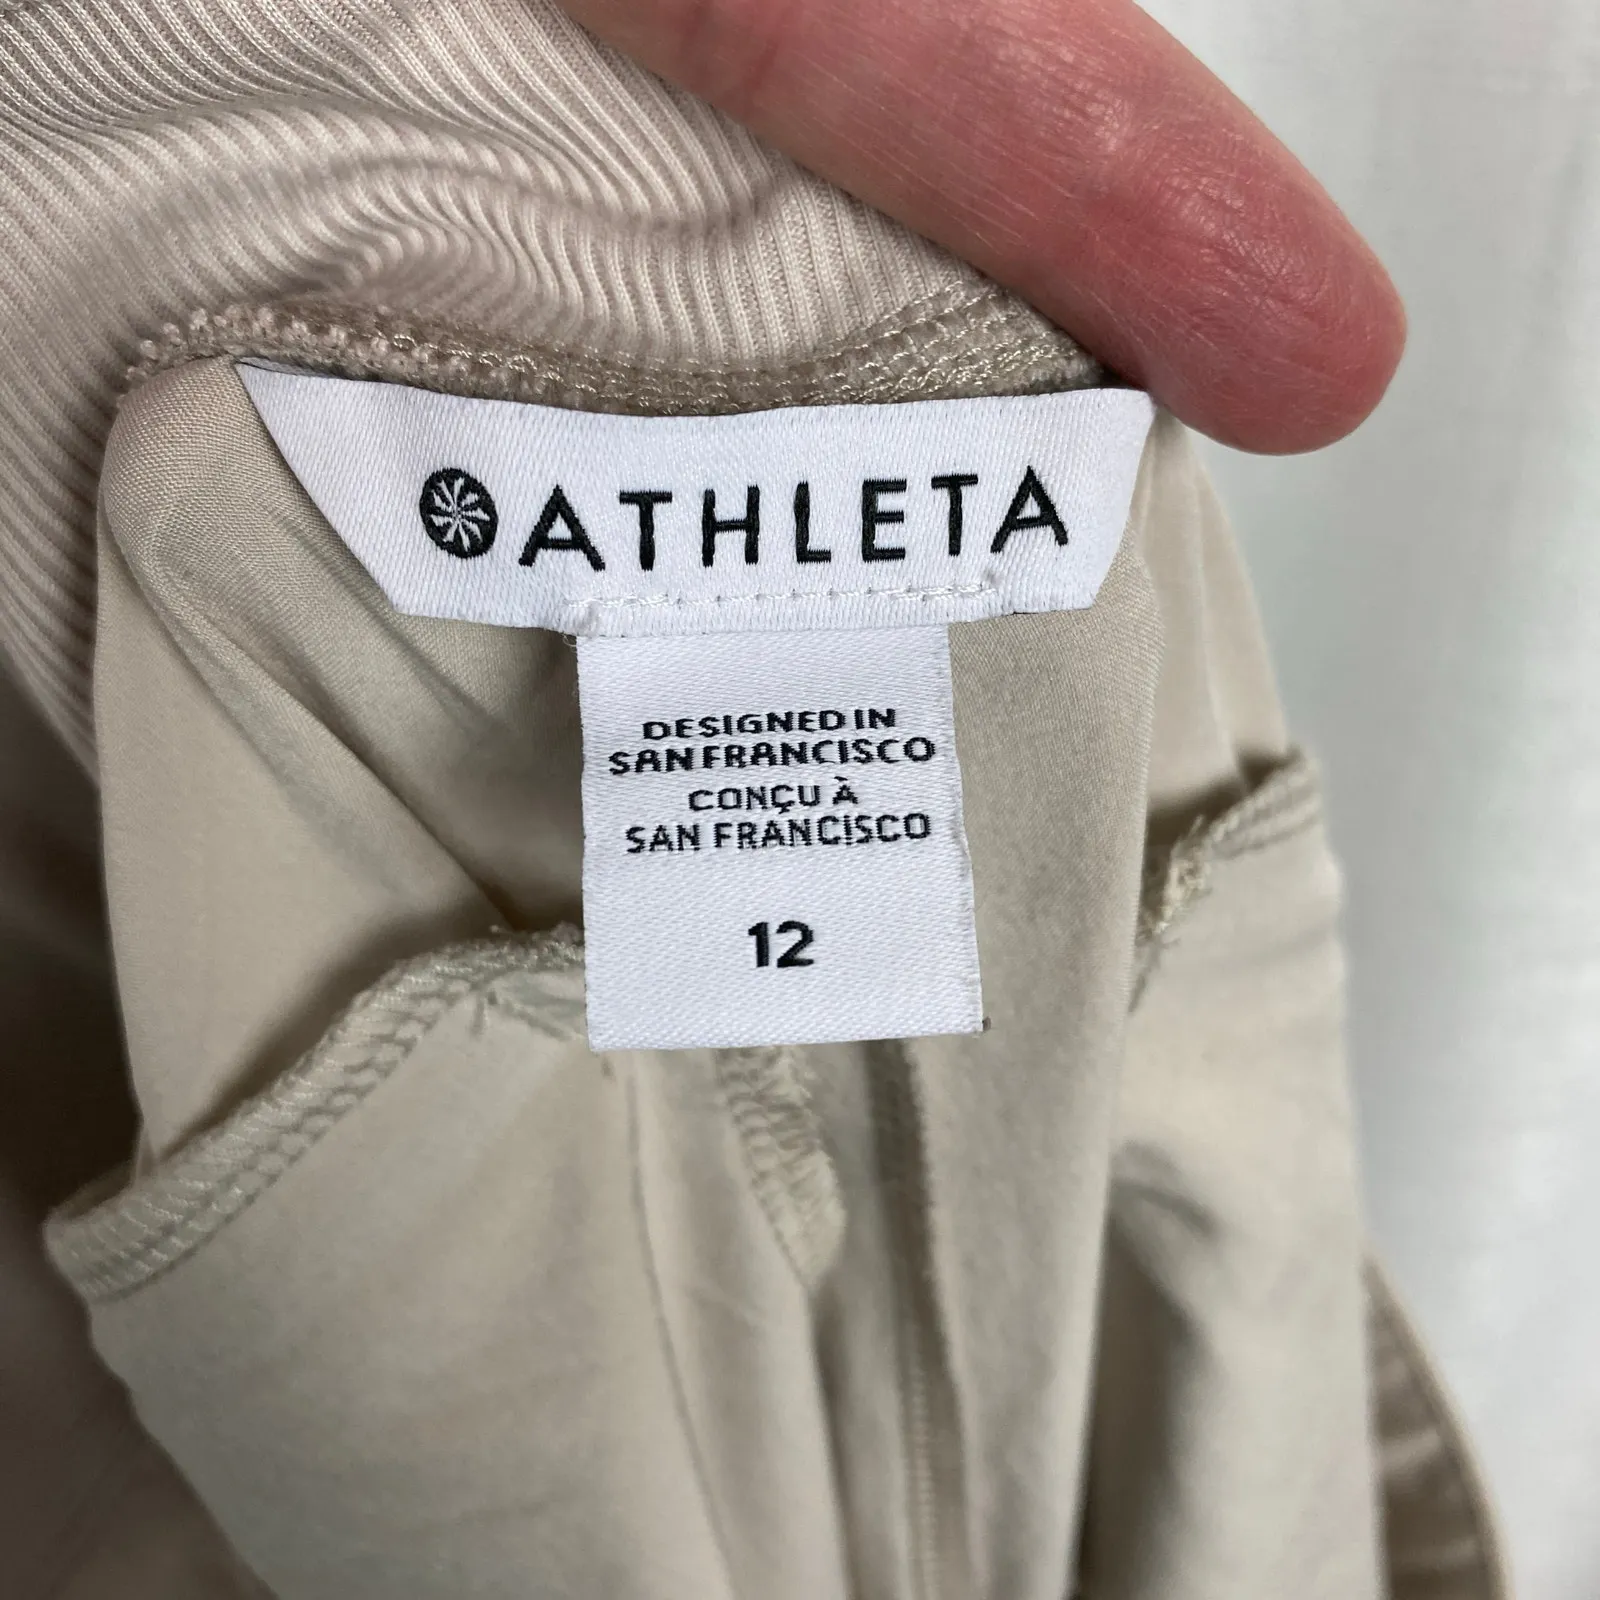 ATHLETA
DESIGNED IN
SAN FRANCISCO
CONÇU À
SAN FRANCISCO
12